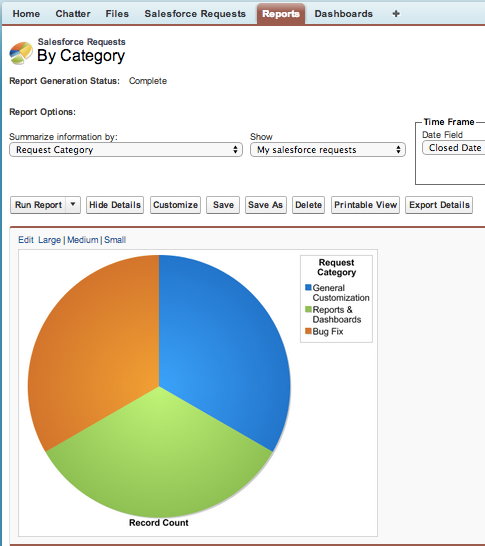 Home Chatter Files Salesforce Requests Reports Dashboards +
Salesforce Requests
By Category
Report Generation Status: Complete
Report Options:
Time Frame
Summarize information by: Show Date Field
Request Category My salesforce requests Closed Date
Run Report Hide Details Customize Save Save As Delete Printable View Export Details
Edit Large | Medium | Small
Request
Category
General
Customization
Reports &
Dashboards
Bug Fix
Record Count